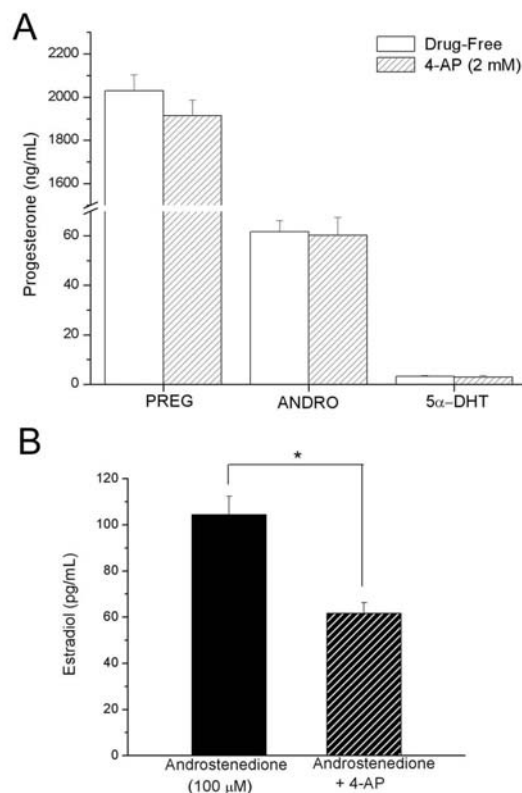 A
Drug-Free
4-AP (2 mM)
Progesterone (ng/mL)
2200
2000
1800
1600
60
40
20
0
PREG ANDRO 5α–DHT
B
*
Estradiol (pg/mL)
120
100
80
60
40
20
0
Androstenedione Androstenedione
(100 μM) + 4-AP